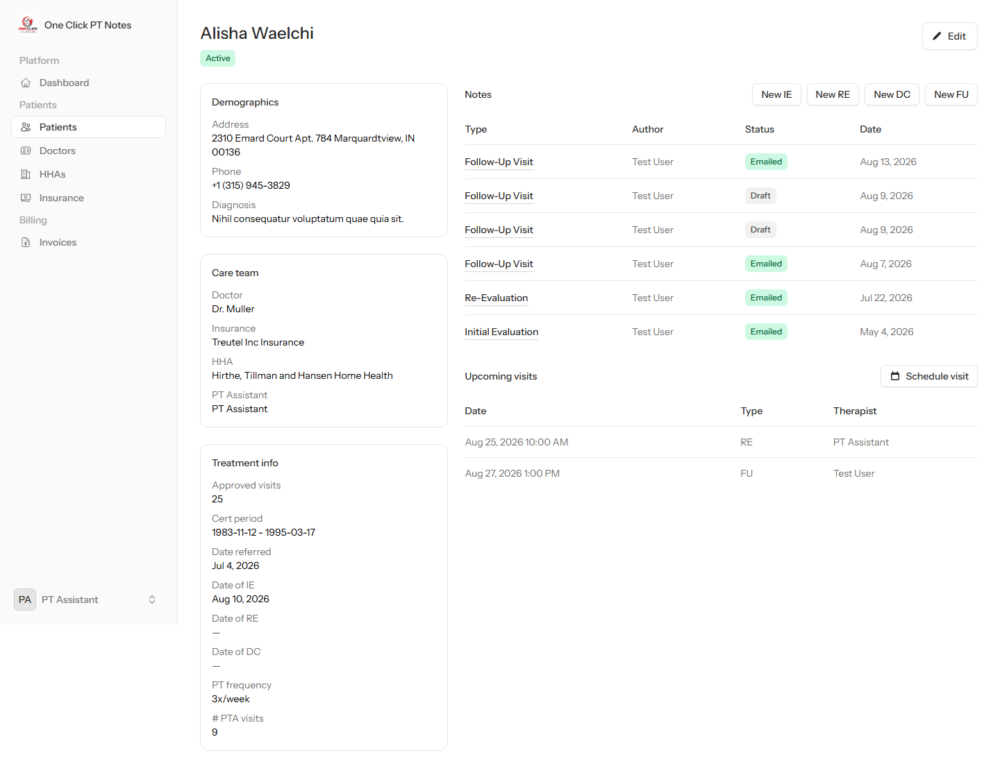 One Click PT Notes
Platform
Dashboard
Patients
Patients
Doctors
HHAs
Insurance
Billing
Invoices
PA PT Assistant
Alisha Waelchi
Active
Edit
Demographics
Address
2310 Emard Court Apt. 784 Marquardtview, IN
00136
Phone
+1 (315) 945-3829
Diagnosis
Nihil consequatur voluptatum quae quia sit.
Care team
Doctor
Dr. Muller
Insurance
Treutel Inc Insurance
HHA
Hirthe, Tillman and Hansen Home Health
PT Assistant
PT Assistant
Treatment info
Approved visits
25
Cert period
1983-11-12 - 1995-03-17
Date referred
Jul 4, 2026
Date of IE
Aug 10, 2026
Date of RE
—
Date of DC
—
PT frequency
3x/week
# PTA visits
9
Notes New IE New RE New DC New FU
Type Author Status Date
Follow-Up Visit Test User Emailed Aug 13, 2026
Follow-Up Visit Test User Draft Aug 9, 2026
Follow-Up Visit Test User Draft Aug 9, 2026
Follow-Up Visit Test User Emailed Aug 7, 2026
Re-Evaluation Test User Emailed Jul 22, 2026
Initial Evaluation Test User Emailed May 4, 2026
Upcoming visits Schedule visit
Date Type Therapist
Aug 25, 2026 10:00 AM RE PT Assistant
Aug 27, 2026 1:00 PM FU Test User